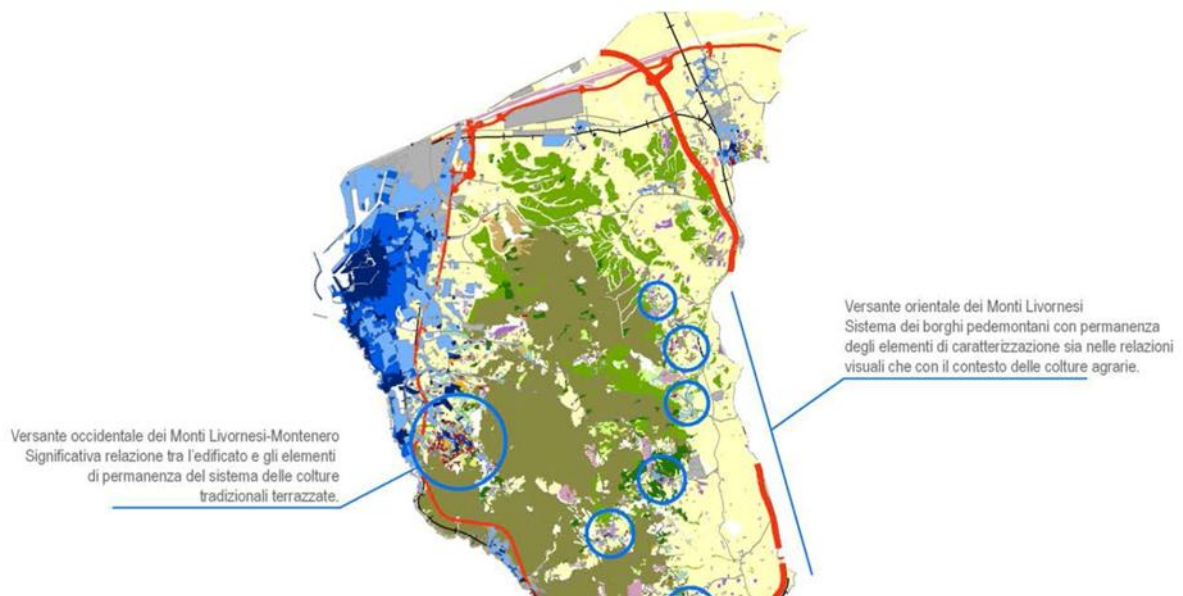 Versante orientale dei Monti Livornesi
Sistema dei borghi pedemontani con permanenza
degli elementi di caratterizzazione sia nelle relazioni
visuali che con il contesto delle colture agrarie.
Versante occidentale dei Monti Livornesi-Montenero
Significativa relazione tra l'edificato e gli elementi
di permanenza del sistema delle colture
tradizionali terrazzate.